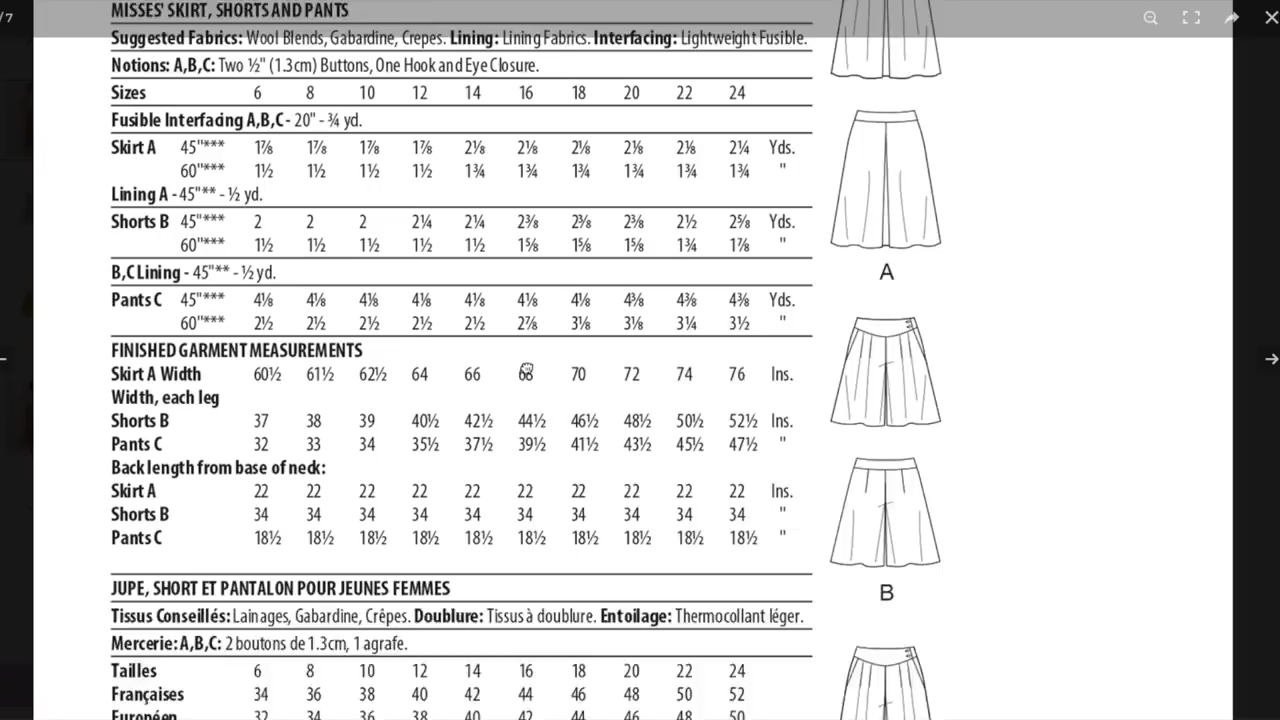 /7
MISSES' SKIRT, SHORTS AND PANTS
Suggested Fabrics: Wool Blends, Gabardine, Crepes. Lining: Lining Fabrics. Interfacing: Lightweight Fusible.
Notions: A,B,C: Two ½" (1.3cm) Buttons, One Hook and Eye Closure.
Sizes 6 8 10 12 14 16 18 20 22 24
Fusible Interfacing A,B,C - 20" - ¾ yd.
Skirt A 45"*** 1⅞ 1⅞ 1⅞ 1⅞ 2⅛ 2⅛ 2⅛ 2⅛ 2⅛ 2¼ Yds.
60"*** 1½ 1½ 1½ 1½ 1¾ 1¾ 1¾ 1¾ 1¾ 1¾ "
Lining A - 45"** - ½ yd.
Shorts B 45"*** 2 2 2 2¼ 2¼ 2⅜ 2⅜ 2⅜ 2½ 2⅝ Yds.
60"*** 1½ 1½ 1½ 1½ 1½ 1⅝ 1⅝ 1⅝ 1¾ 1⅞ "
B,C Lining - 45"** - ½ yd.
Pants C 45"*** 4⅛ 4⅛ 4⅛ 4⅛ 4⅛ 4⅛ 4⅛ 4⅜ 4⅜ 4⅜ Yds.
60"*** 2½ 2½ 2½ 2½ 2½ 2⅞ 3⅛ 3⅛ 3¼ 3½ "
FINISHED GARMENT MEASUREMENTS
Skirt A Width 60½ 61½ 62½ 64 66 68 70 72 74 76 Ins.
Width, each leg
Shorts B 37 38 39 40½ 42½ 44½ 46½ 48½ 50½ 52½ Ins.
Pants C 32 33 34 35½ 37½ 39½ 41½ 43½ 45½ 47½ "
Back length from base of neck:
Skirt A 22 22 22 22 22 22 22 22 22 22 Ins.
Shorts B 34 34 34 34 34 34 34 34 34 34 "
Pants C 18½ 18½ 18½ 18½ 18½ 18½ 18½ 18½ 18½ 18½ "
JUPE, SHORT ET PANTALON POUR JEUNES FEMMES
Tissus Conseillés: Lainages, Gabardine, Crêpes. Doublure: Tissus à doublure. Entoilage: Thermocollant léger.
Mercerie: A,B,C: 2 boutons de 1.3cm, 1 agrafe.
Tailles 6 8 10 12 14 16 18 20 22 24
Françaises 34 36 38 40 42 44 46 48 50 52
Européen 32 34 36 38 40 42 44 46 48 50
A
B